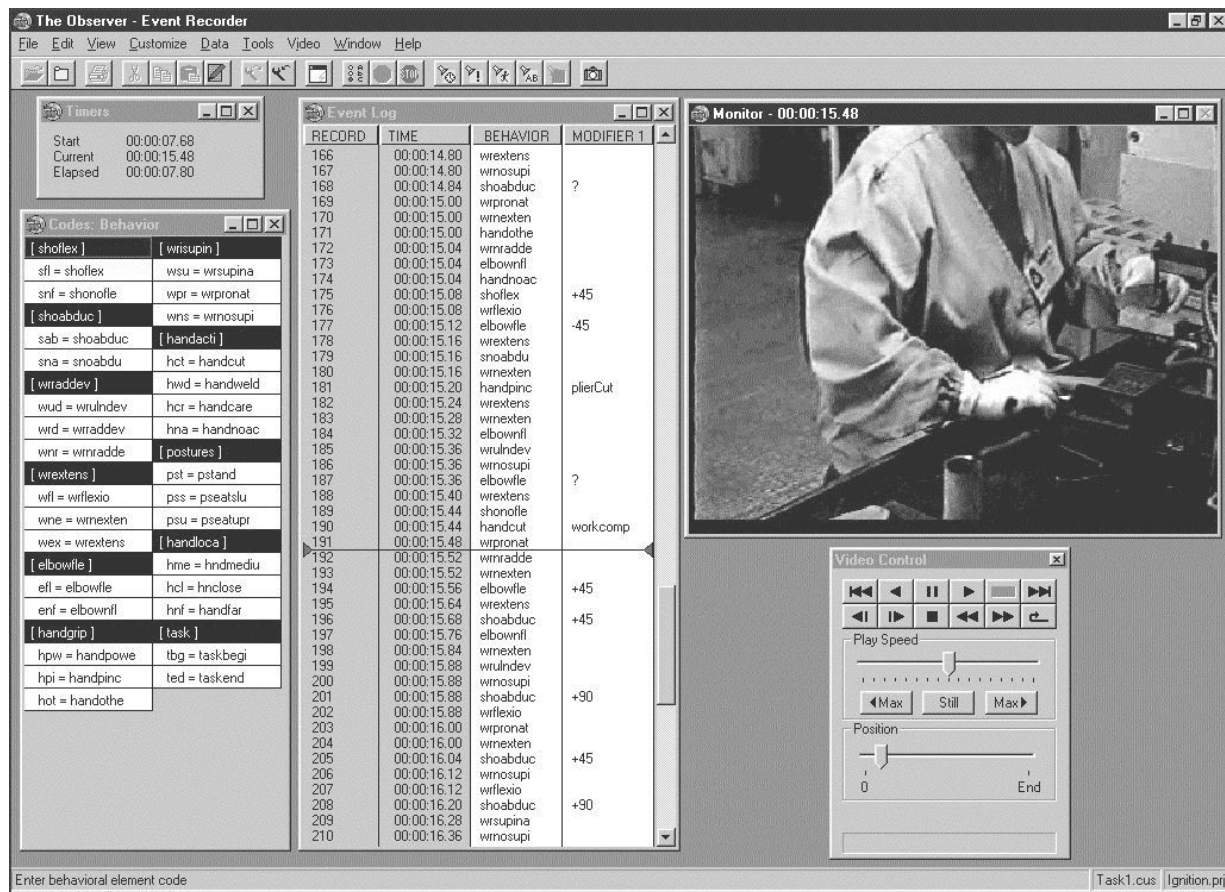 The Observer - Event Recorder
File Edit View Customize Data Tools Video Window Help
STOP
AB
Timers
Start 00:00:07.68
Current 00:00:15.48
Elapsed 00:00:07.80
Codes: Behavior
[ shoflex ] [ wrisupin ]
sfl = shoflex wsu = wrsupina
snf = shonofle wpr = wrpronat
[ shoabduc ] wns = wrnosupi
sab = shoabduc [ handacti ]
sna = snoabdu hct = handcut
[ wrraddev ] hwd = handweld
wud = wrulndev hcr = handcare
wrd = wrraddev hna = handnoac
wnr = wnrradde [ postures ]
[ wrextens ] pst = pstand
wfl = wrflexio pss = pseatslu
wne = wrnexten psu = pseatupr
wex = wrextens [ handloca ]
[ elbowfle ] hme = hndmediu
efl = elbowfle hcl = hnclose
enf = elbownfl hnf = handfar
[ handgrip ] [ task ]
hpw = handpowe tbg = taskbegi
hpi = handpinc ted = taskend
hot = handothe
Event Log
RECORD TIME BEHAVIOR MODIFIER 1
166 00:00:14.80 wrextens
167 00:00:14.80 wrnosupi
168 00:00:14.84 shoabduc ?
169 00:00:15.00 wrpronat
170 00:00:15.00 wrnexten
171 00:00:15.00 handothe
172 00:00:15.04 wrnradde
173 00:00:15.04 elbownfl
174 00:00:15.04 handnoac
175 00:00:15.08 shoflex +45
176 00:00:15.08 wrflexio
177 00:00:15.12 elbowfle -45
178 00:00:15.16 wrextens
179 00:00:15.16 snoabdu
180 00:00:15.16 wrnexten
181 00:00:15.20 handpinc plierCut
182 00:00:15.24 wrextens
183 00:00:15.28 wrnexten
184 00:00:15.32 elbownfl
185 00:00:15.36 wrulndev
186 00:00:15.36 wrnosupi
187 00:00:15.36 elbowfle ?
188 00:00:15.40 wrextens
189 00:00:15.44 shonofle
190 00:00:15.44 handcut workcomp
191 00:00:15.48 wrpronat
192 00:00:15.52 wrnradde
193 00:00:15.52 wrnexten
194 00:00:15.56 elbowfle +45
195 00:00:15.64 wrextens
196 00:00:15.68 shoabduc +45
197 00:00:15.76 elbownfl
198 00:00:15.84 wrnexten
199 00:00:15.88 wrulndev
200 00:00:15.88 wrnosupi
201 00:00:15.88 shoabduc +90
202 00:00:15.88 wrflexio
203 00:00:16.00 wrpronat
204 00:00:16.00 wrnexten
205 00:00:16.04 shoabduc +45
206 00:00:16.12 wrnosupi
207 00:00:16.12 wrflexio
208 00:00:16.20 shoabduc +90
209 00:00:16.28 wrsupina
210 00:00:16.36 wrnosupi
Monitor - 00:00:15.48
Video Control
Play Speed
Max Still Max
Position
0 End
Enter behavioral element code Task1.cus Ignition.prj